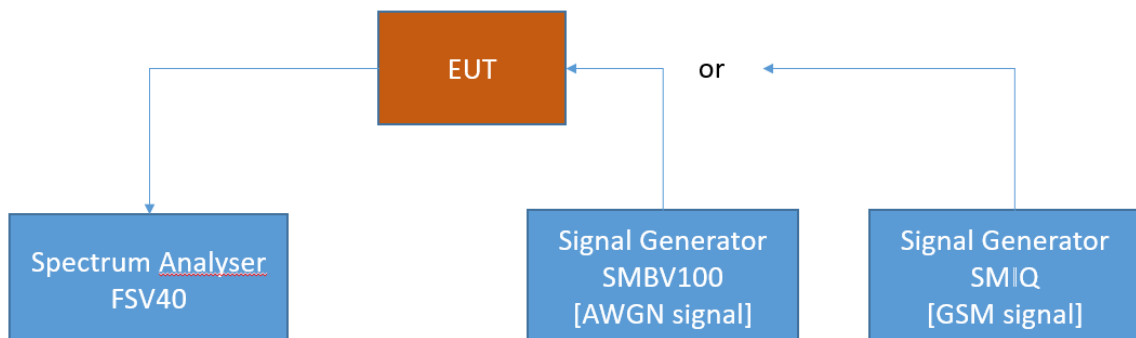 EUT
or
Spectrum Analyser
FSV40
Signal Generator
SMBV100
[AWGN signal]
Signal Generator
SMIQ
[GSM signal]